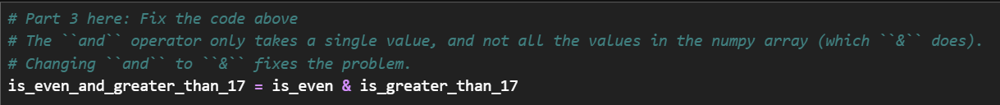 # Part 3 here: Fix the code above
# The ``and`` operator only takes a single value, and not all the values in the numpy array (which ``&`` does).
# Changing ``and`` to ``&`` fixes the problem.
is_even_and_greater_than_17 = is_even & is_greater_than_17